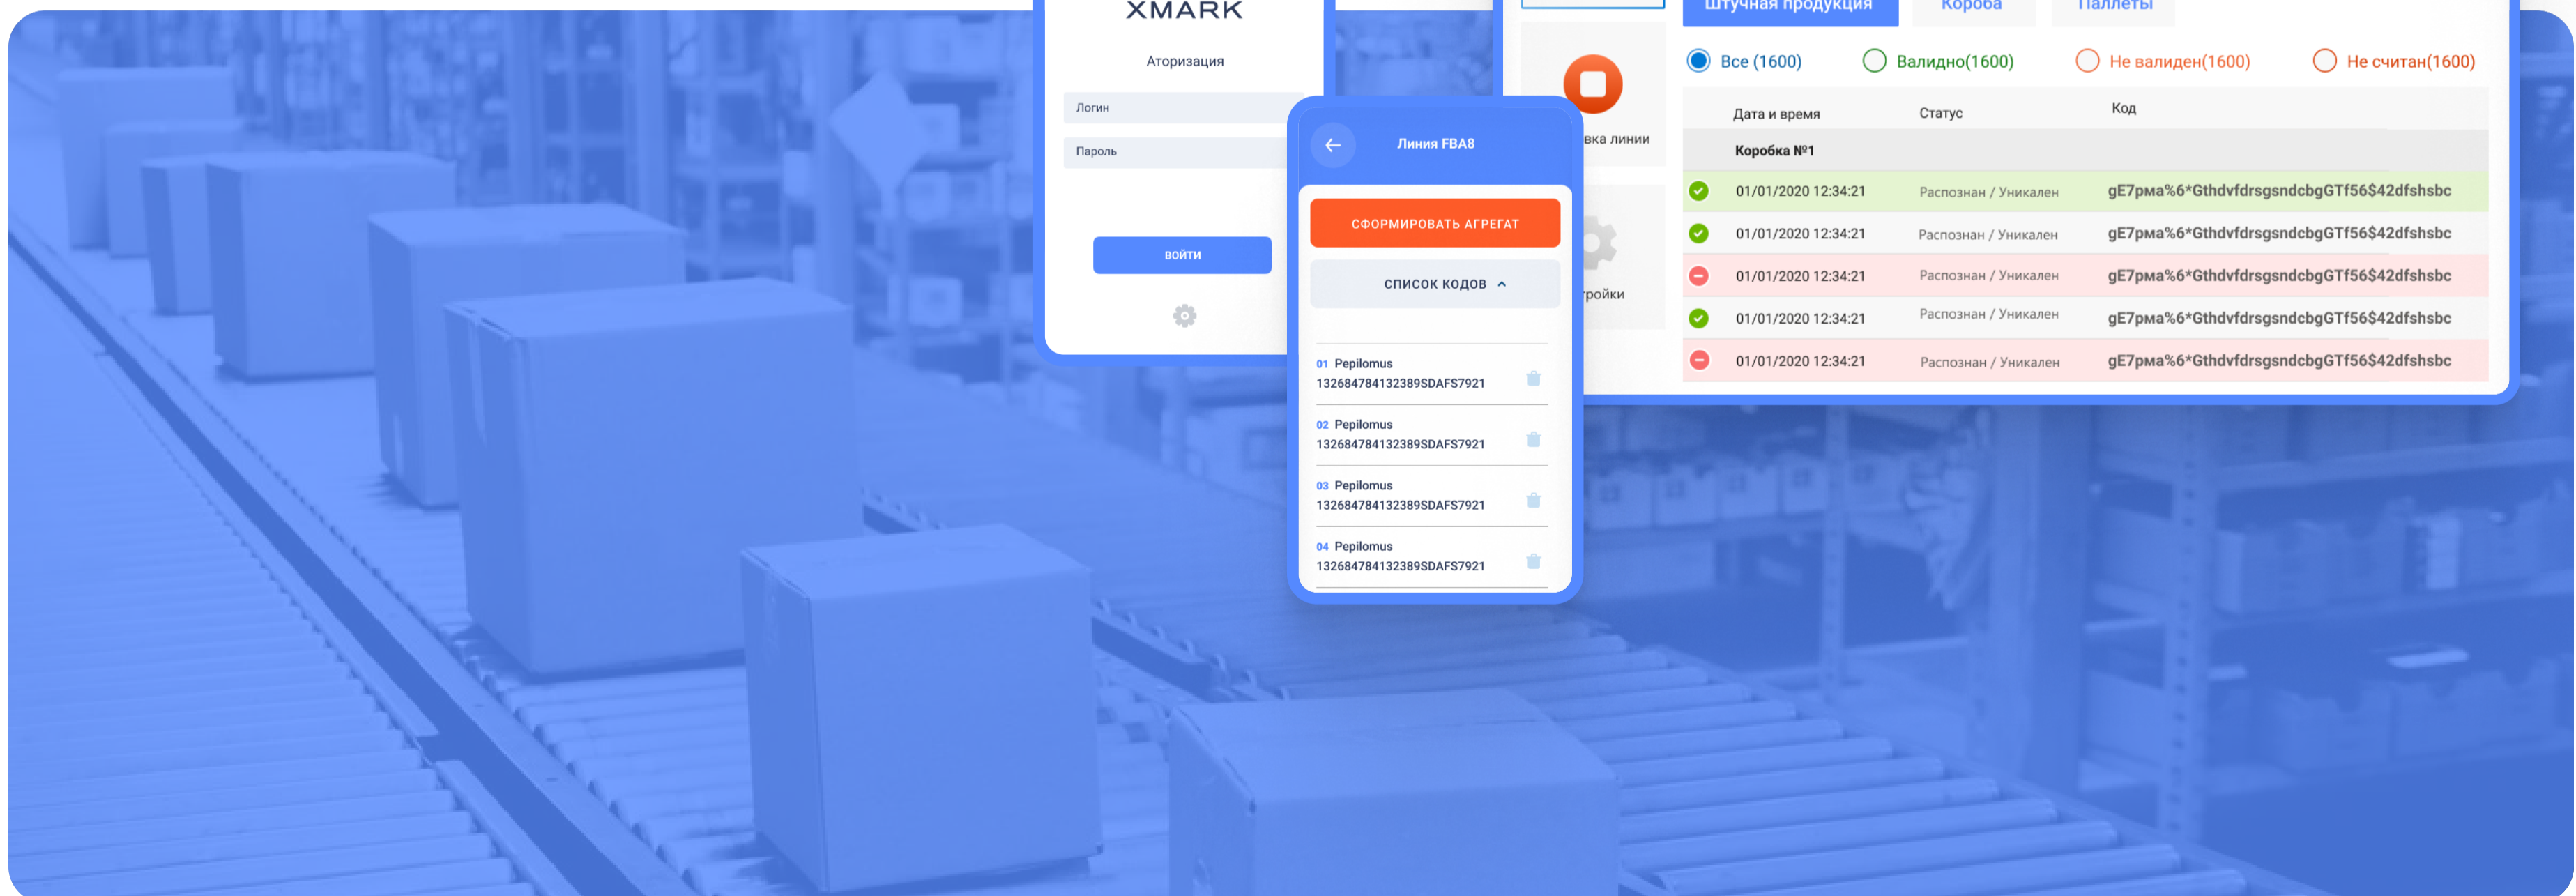 XMARK
Аторизация
Логин
Пароль
ВОЙТИ
Линия FBA8
СФОРМИРОВАТЬ АГРЕГАТ
СПИСОК КОДОВ
01 Pepilomus
132684784132389SDAFS7921
02 Pepilomus
132684784132389SDAFS7921
03 Pepilomus
132684784132389SDAFS7921
04 Pepilomus
132684784132389SDAFS7921
вка линии
тройки
Штучная продукция Короба Паллеты
Все (1600) Валидно(1600) Не валиден(1600) Не считан(1600)
Дата и время Статус Код
Коробка №1
01/01/2020 12:34:21 Распознан / Уникален gE7рма%6*GthdvfdrsgsndcbgGTf56$42dfshsbc
01/01/2020 12:34:21 Распознан / Уникален gE7рма%6*GthdvfdrsgsndcbgGTf56$42dfshsbc
01/01/2020 12:34:21 Распознан / Уникален gE7рма%6*GthdvfdrsgsndcbgGTf56$42dfshsbc
01/01/2020 12:34:21 Распознан / Уникален gE7рма%6*GthdvfdrsgsndcbgGTf56$42dfshsbc
01/01/2020 12:34:21 Распознан / Уникален gE7рма%6*GthdvfdrsgsndcbgGTf56$42dfshsbc